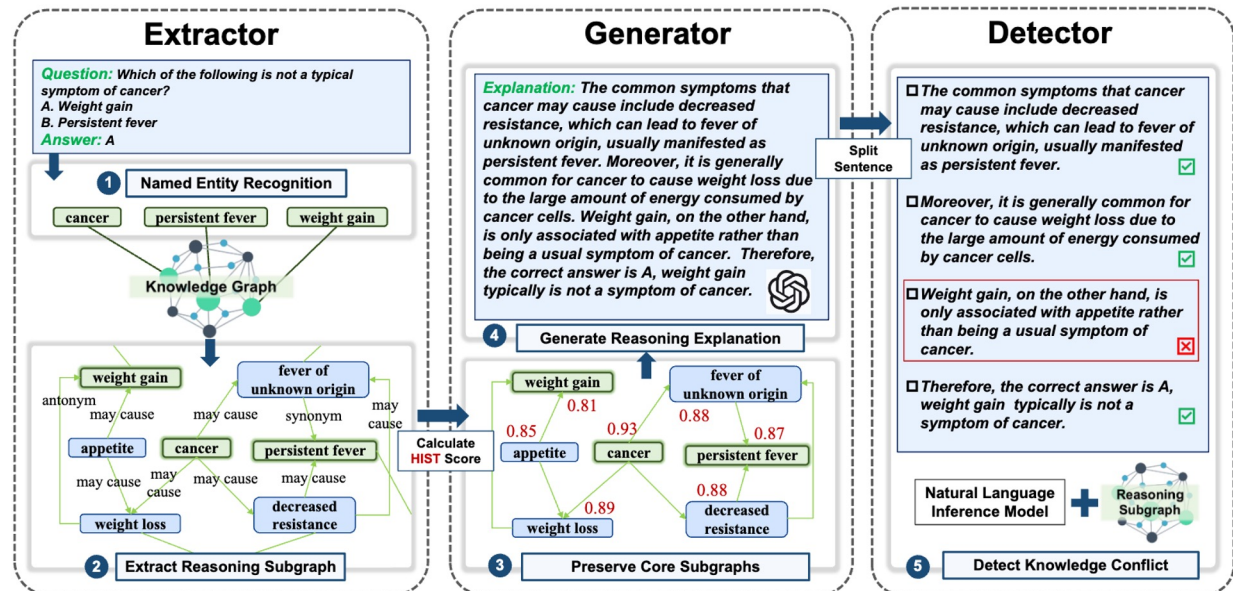 Extractor
Question: Which of the following is not a typical
symptom of cancer?
A. Weight gain
B. Persistent fever
Answer: A
1 Named Entity Recognition
cancer
persistent fever
weight gain
Knowledge Graph
weight gain
fever of
unknown origin
antonym
may cause
may cause
synonym
may
cause
appetite
cancer
persistent fever
may cause
may
cause
may cause
may cause
weight loss
decreased
resistance
2 Extract Reasoning Subgraph
Calculate
HIST Score
Generator
Explanation: The common symptoms that
cancer may cause include decreased
resistance, which can lead to fever of
unknown origin, usually manifested as
persistent fever. Moreover, it is generally
common for cancer to cause weight loss due
to the large amount of energy consumed by
cancer cells. Weight gain, on the other hand,
is only associated with appetite rather than
being a usual symptom of cancer. Therefore,
the correct answer is A, weight gain
typically is not a symptom of cancer.
4 Generate Reasoning Explanation
weight gain
fever of
unknown origin
0.81
0.88
0.85
0.93
0.87
appetite
cancer
persistent fever
0.89
0.88
weight loss
decreased
resistance
3 Preserve Core Subgraphs
Split
Sentence
Detector
The common symptoms that cancer
may cause include decreased
resistance, which can lead to fever of
unknown origin, usually manifested
as persistent fever.
Moreover, it is generally common for
cancer to cause weight loss due to
the large amount of energy consumed
by cancer cells.
Weight gain, on the other hand, is
only associated with appetite rather
than being a usual symptom of
cancer.
Therefore, the correct answer is A,
weight gain typically is not a
symptom of cancer.
Natural Language
Inference Model
Reasoning
Subgraph
5 Detect Knowledge Conflict